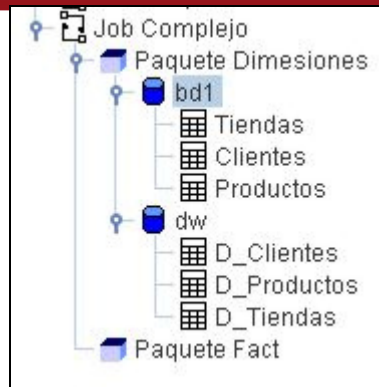 Job Complejo
Paquete Dimesiones
bd1
Tiendas
Clientes
Productos
dw
D_Clientes
D_Productos
D_Tiendas
Paquete Fact